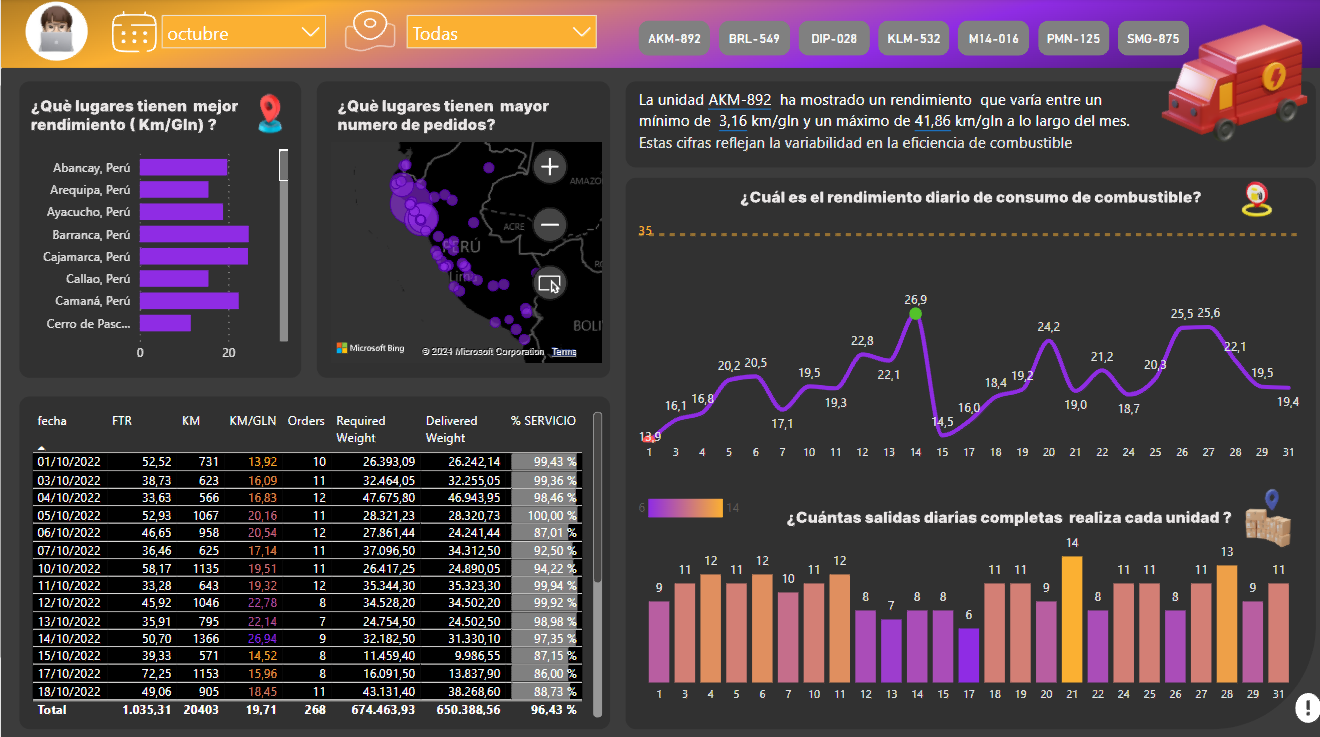 octubre
Todas
AKM-892
BRL-549
DIP-028
KLM-532
M14-016
PMN-125
SMG-875
¿Què lugares tienen mejor
rendimiento ( Km/Gln) ?
Abancay, Perú
Arequipa, Perú
Ayacucho, Perú
Barranca, Perú
Cajamarca, Perú
Callao, Perú
Camaná, Perú
Cerro de Pasc...
0 20
¿Què lugares tienen mayor
numero de pedidos?
AMAZO
ACRE
PERÚ
Lima
BOLI
Microsoft Bing
© 2024 Microsoft Corporation Terms
La unidad AKM-892 ha mostrado un rendimiento que varía entre un
mínimo de 3,16 km/gln y un máximo de 41,86 km/gln a lo largo del mes.
Estas cifras reflejan la variabilidad en la eficiencia de combustible
¿Cuál es el rendimiento diario de consumo de combustible?
35
13,9 16,1 16,8 20,2 20,5 17,1 19,5 19,3 22,8 22,1 26,9 14,5 16,0 18,4 19,2 24,2 19,0 21,2 18,7 20,3 25,5 25,6 22,1 19,5 19,4
1 3 4 5 6 7 10 11 12 13 14 15 17 18 19 20 21 22 24 25 26 27 28 29 31
fecha FTR KM KM/GLN Orders Required Weight Delivered Weight % SERVICIO
01/10/2022 52,52 731 13,92 10 26.393,09 26.242,14 99,43 %
03/10/2022 38,73 623 16,09 11 32.464,05 32.255,05 99,36 %
04/10/2022 33,63 566 16,83 12 47.675,80 46.943,95 98,46 %
05/10/2022 52,93 1067 20,16 11 28.321,23 28.320,73 100,00 %
06/10/2022 46,65 958 20,54 12 27.861,44 24.241,44 87,01 %
07/10/2022 36,46 625 17,14 11 37.096,50 34.312,50 92,50 %
10/10/2022 58,17 1135 19,51 11 26.417,25 24.890,05 94,22 %
11/10/2022 33,28 643 19,32 12 35.344,30 35.323,30 99,94 %
12/10/2022 45,92 1046 22,78 8 34.528,20 34.502,20 99,92 %
13/10/2022 35,91 795 22,14 7 24.754,50 24.502,50 98,98 %
14/10/2022 50,70 1366 26,94 9 32.182,50 31.330,10 97,35 %
15/10/2022 39,33 571 14,52 8 11.459,40 9.986,55 87,15 %
17/10/2022 72,25 1153 15,96 8 16.091,50 13.837,90 86,00 %
18/10/2022 49,06 905 18,45 11 43.131,40 38.268,60 88,73 %
Total 1.035,31 20403 19,71 268 674.463,93 650.388,56 96,43 %
6 14
¿Cuántas salidas diarias completas realiza cada unidad ?
9 11 12 11 12 10 11 12 8 7 8 8 6 11 11 9 14 8 11 11 8 11 13 9 11
1 3 4 5 6 7 10 11 12 13 14 15 17 18 19 20 21 22 24 25 26 27 28 29 31